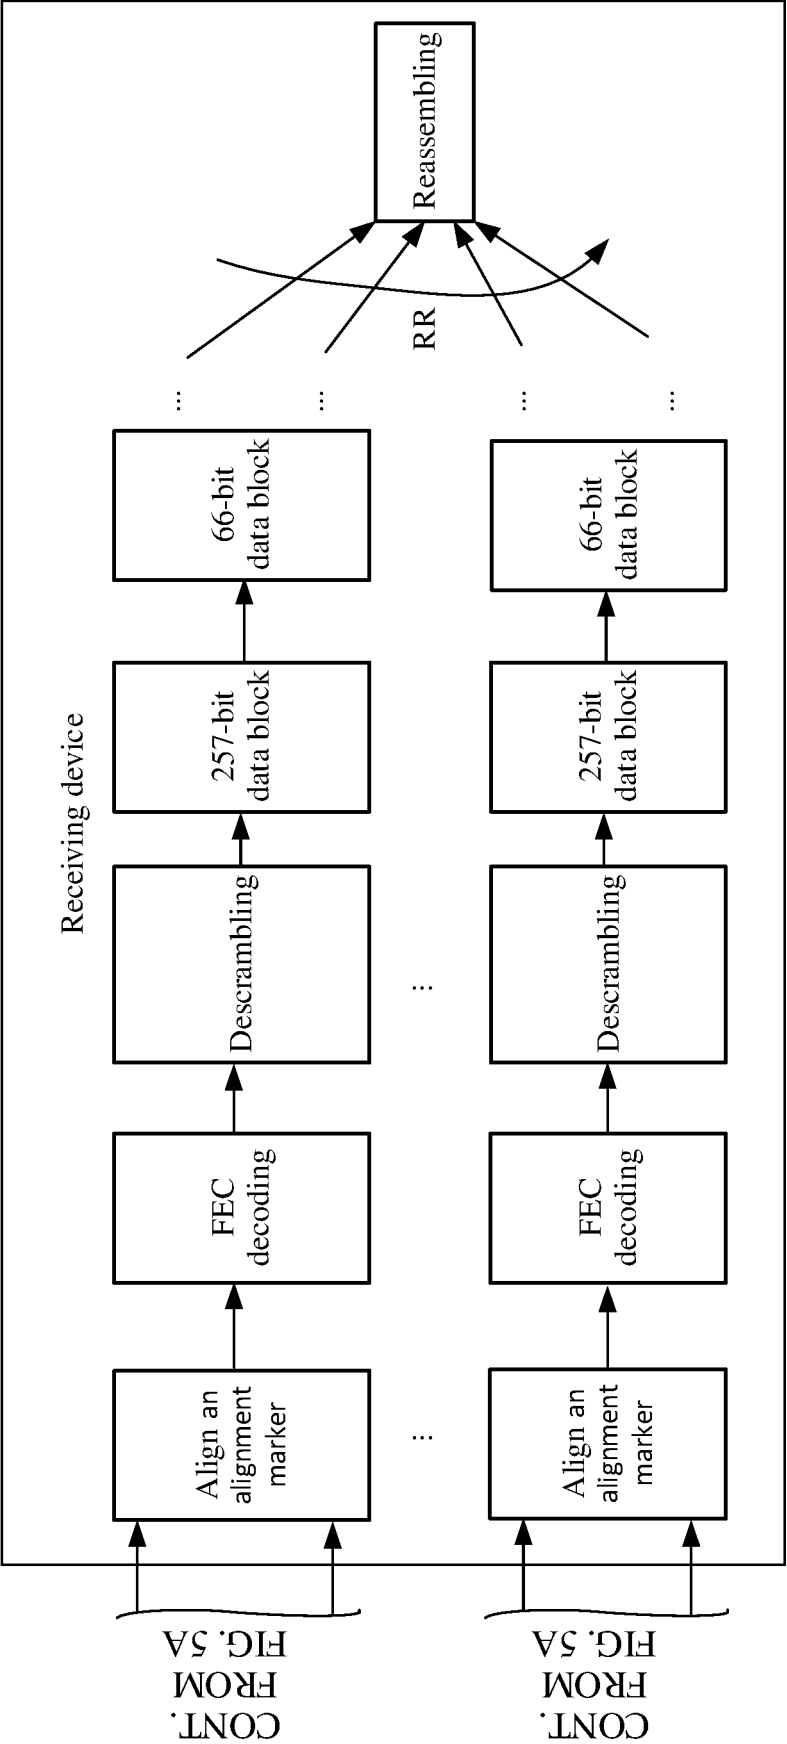 Receiving device
CONT.
FROM
FIG. 5A
Align an
alignment
marker
FEC
decoding
Descrambling
257-bit
data block
66-bit
data block
...
...
...
...
CONT.
FROM
FIG. 5A
Align an
alignment
marker
FEC
decoding
Descrambling
257-bit
data block
66-bit
data block
...
...
RR
Reassembling